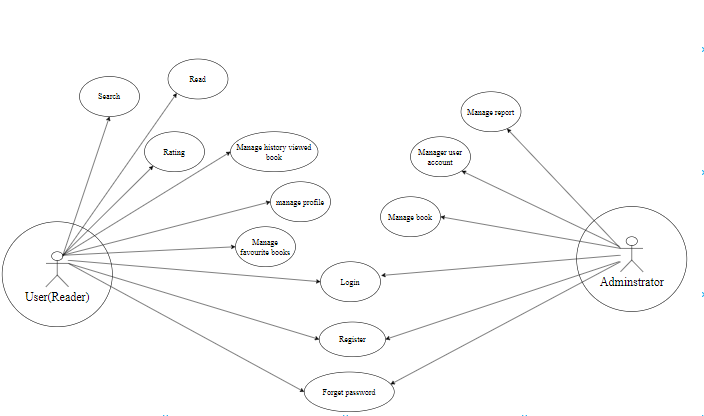 Read
Search
Manage report
Rating
Manage history viewed
book
Manager user
account
manage profile
Manage book
Manage
favourite books
Login
User(Reader)
Adminstrator
Register
Forget password